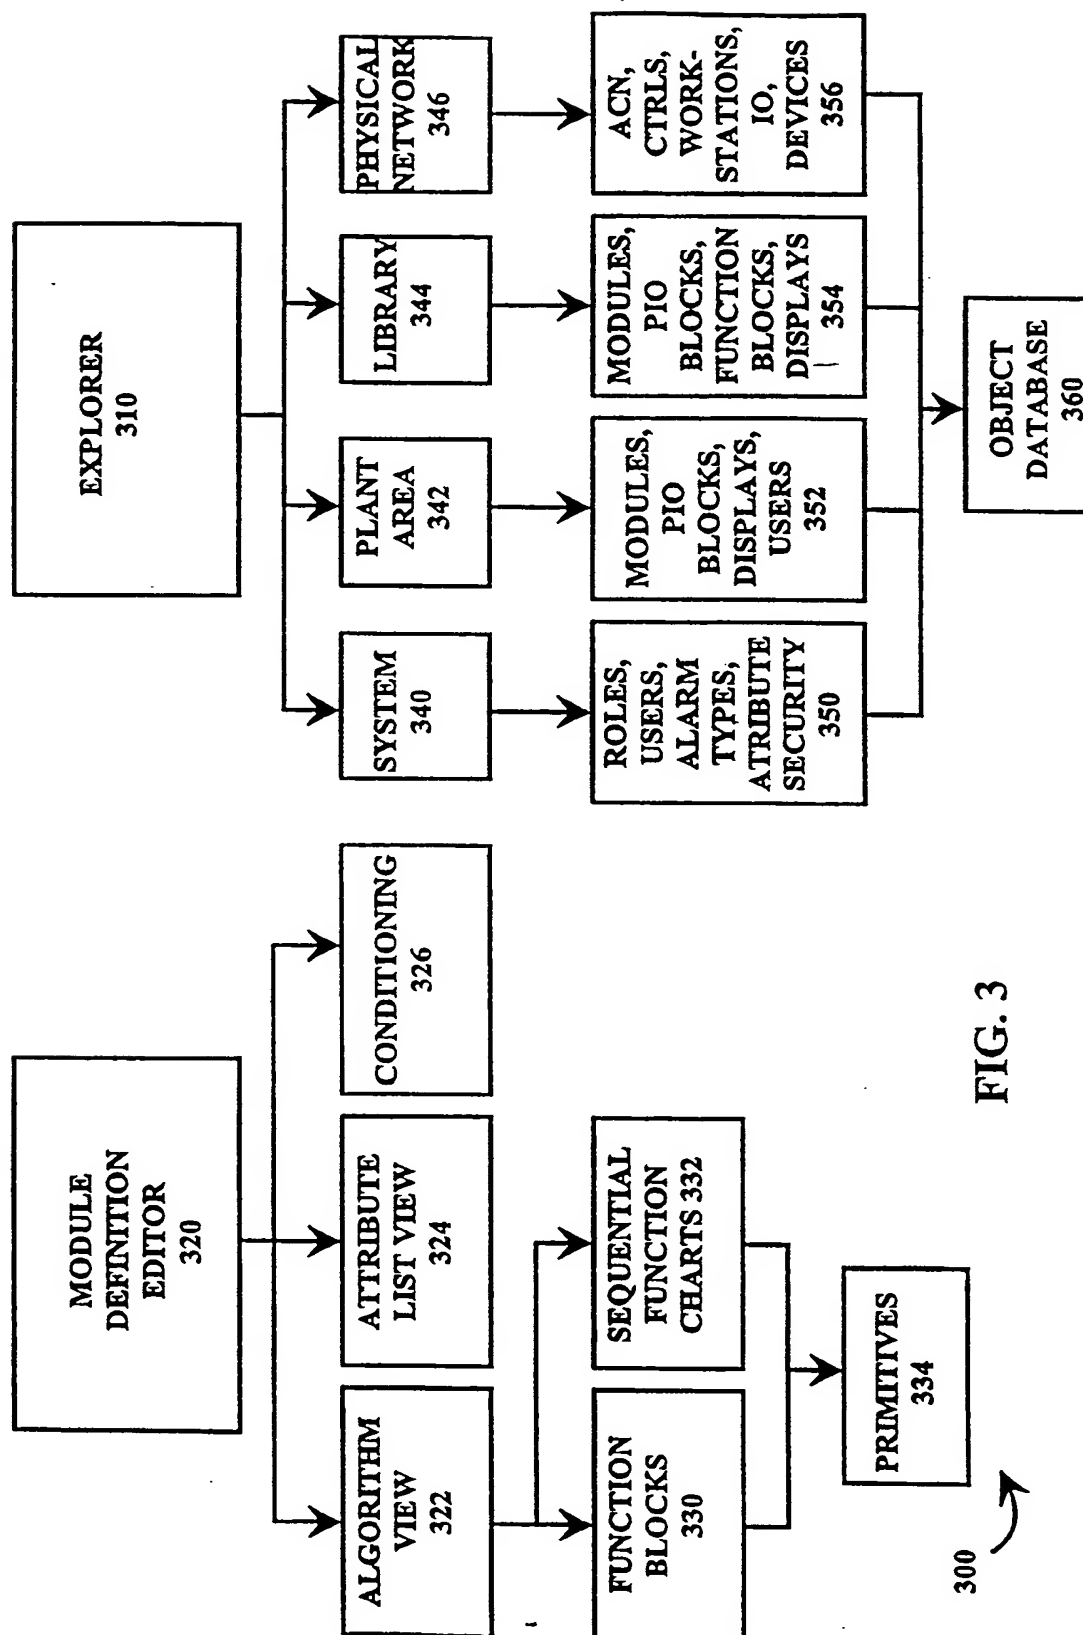 MODULE
DEFINITION
EDITOR
320
ALGORITHM
VIEW
322
ATTRIBUTE
LIST VIEW
324
CONDITIONING
326
FUNCTION
BLOCKS
330
SEQUENTIAL
FUNCTION
CHARTS 332
PRIMITIVES
334
300
EXPLORER
310
SYSTEM
340
PLANT
AREA
342
LIBRARY
344
PHYSICAL
NETWORK
346
ROLES,
USERS,
ALARM
TYPES,
ATRIBUTE
SECURITY
350
MODULES,
PIO
BLOCKS,
DISPLAYS,
USERS
352
MODULES,
PIO
BLOCKS,
FUNCTION
BLOCKS,
DISPLAYS
354
ACN,
CTRLS,
WORK-
STATIONS,
IO,
DEVICES
356
OBJECT
DATABASE
360
FIG. 3